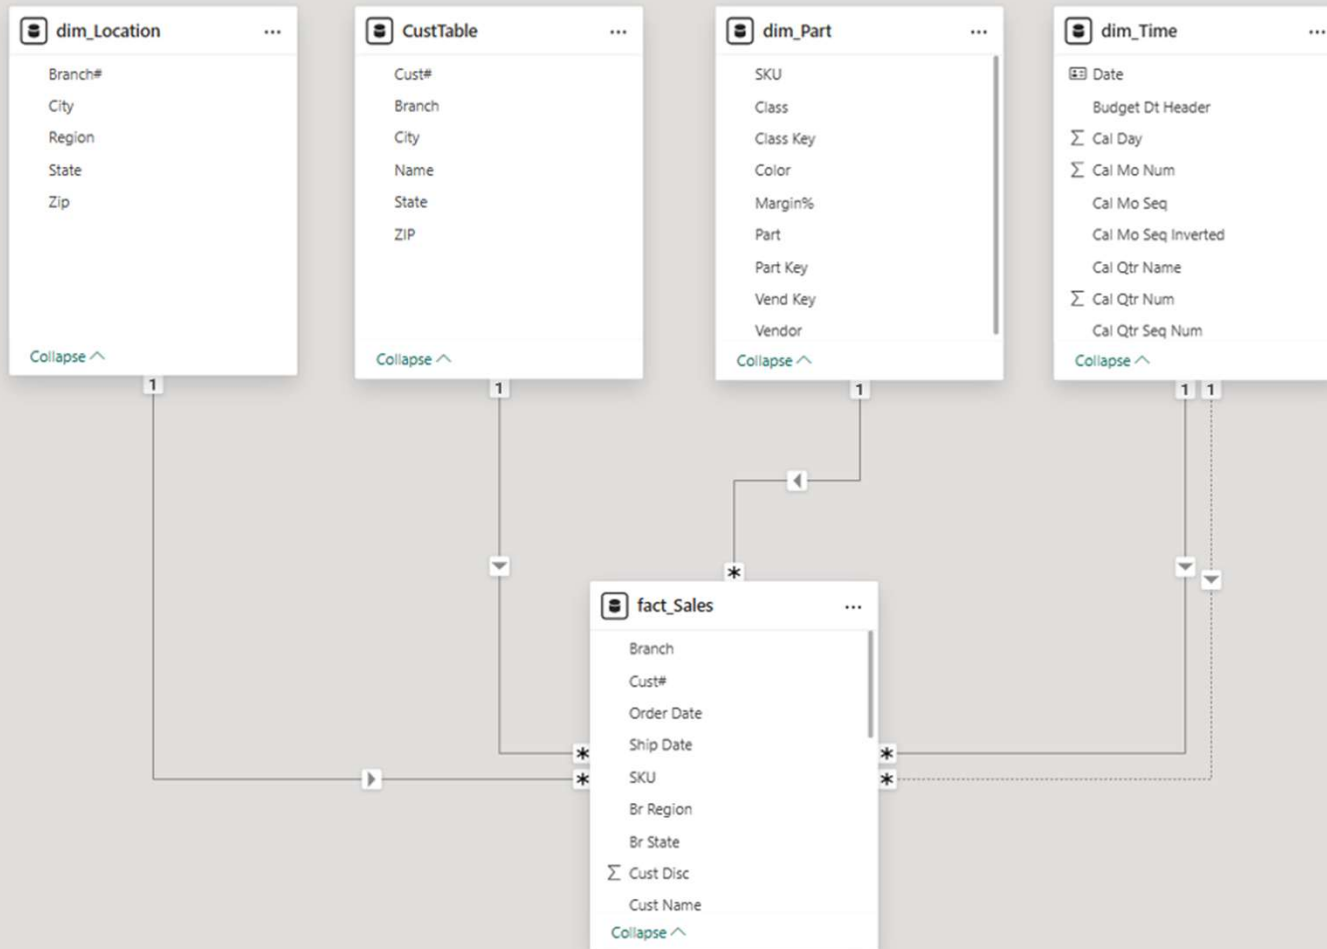 dim_Location ...
Branch#
City
Region
State
Zip
Collapse
1
CustTable ...
Cust#
Branch
City
Name
State
ZIP
Collapse
1
dim_Part ...
SKU
Class
Class Key
Color
Margin%
Part
Part Key
Vend Key
Vendor
Collapse
1
dim_Time ...
Date
Budget Dt Header
Σ Cal Day
Σ Cal Mo Num
Cal Mo Seq
Cal Mo Seq Inverted
Cal Qtr Name
Σ Cal Qtr Num
Cal Qtr Seq Num
Collapse
1 1
*
fact_Sales ...
Branch
Cust#
Order Date
Ship Date
* *
SKU
* *
Br Region
Br State
Σ Cust Disc
Cust Name
Collapse